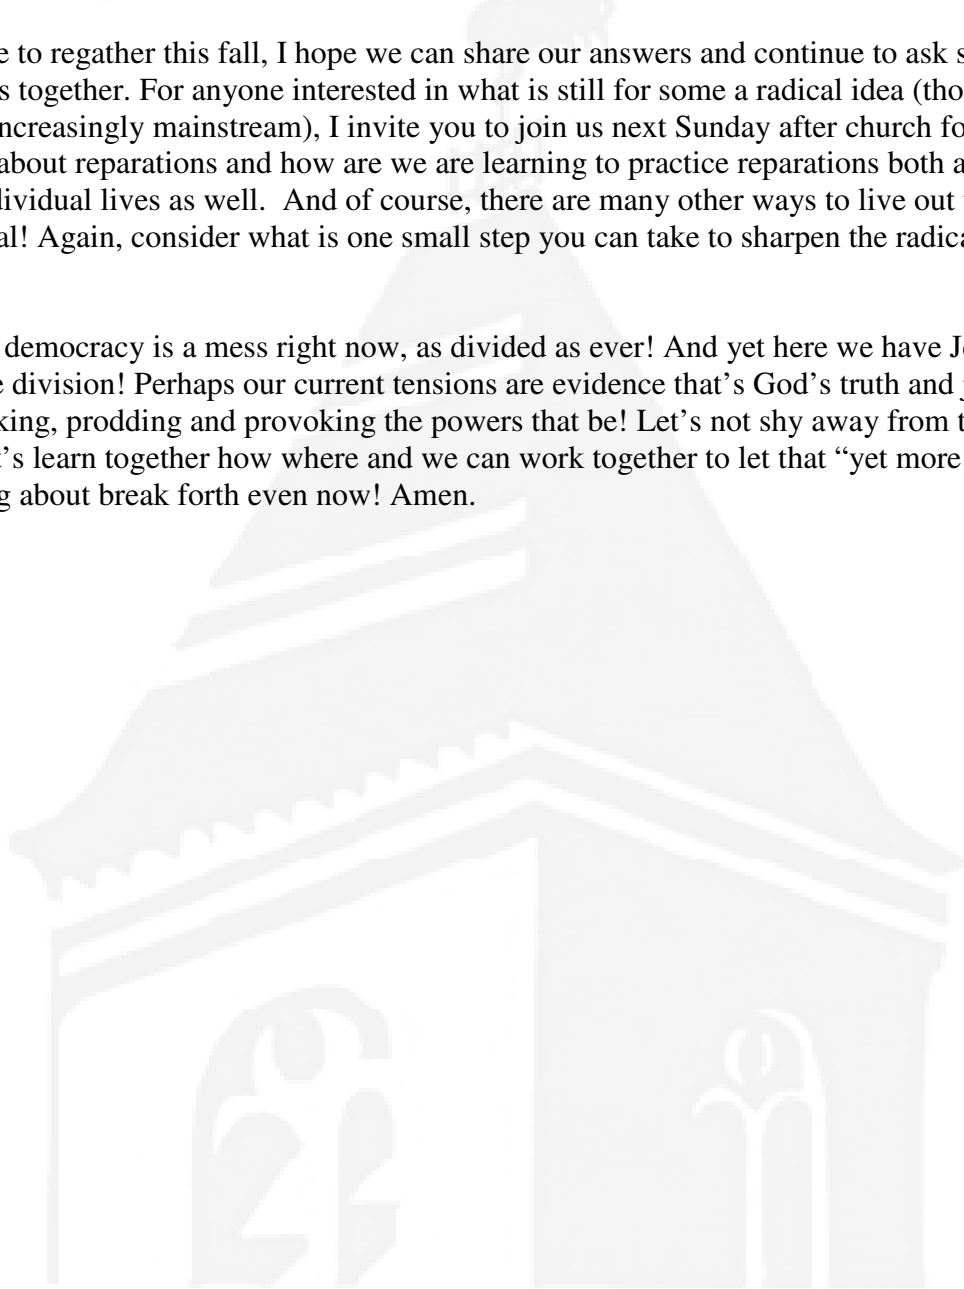 e to regather this fall, I hope we can share our answers and continue to ask s
s together. For anyone interested in what is still for some a radical idea (tho
ncreasingly mainstream), I invite you to join us next Sunday after church fo
about reparations and how are we are learning to practice reparations both a
dividual lives as well.  And of course, there are many other ways to live out
al! Again, consider what is one small step you can take to sharpen the radica
democracy is a mess right now, as divided as ever! And yet here we have Je
e division! Perhaps our current tensions are evidence that’s God’s truth and j
king, prodding and provoking the powers that be! Let’s not shy away from t
t’s learn together how where and we can work together to let that “yet more
g about break forth even now! Amen.